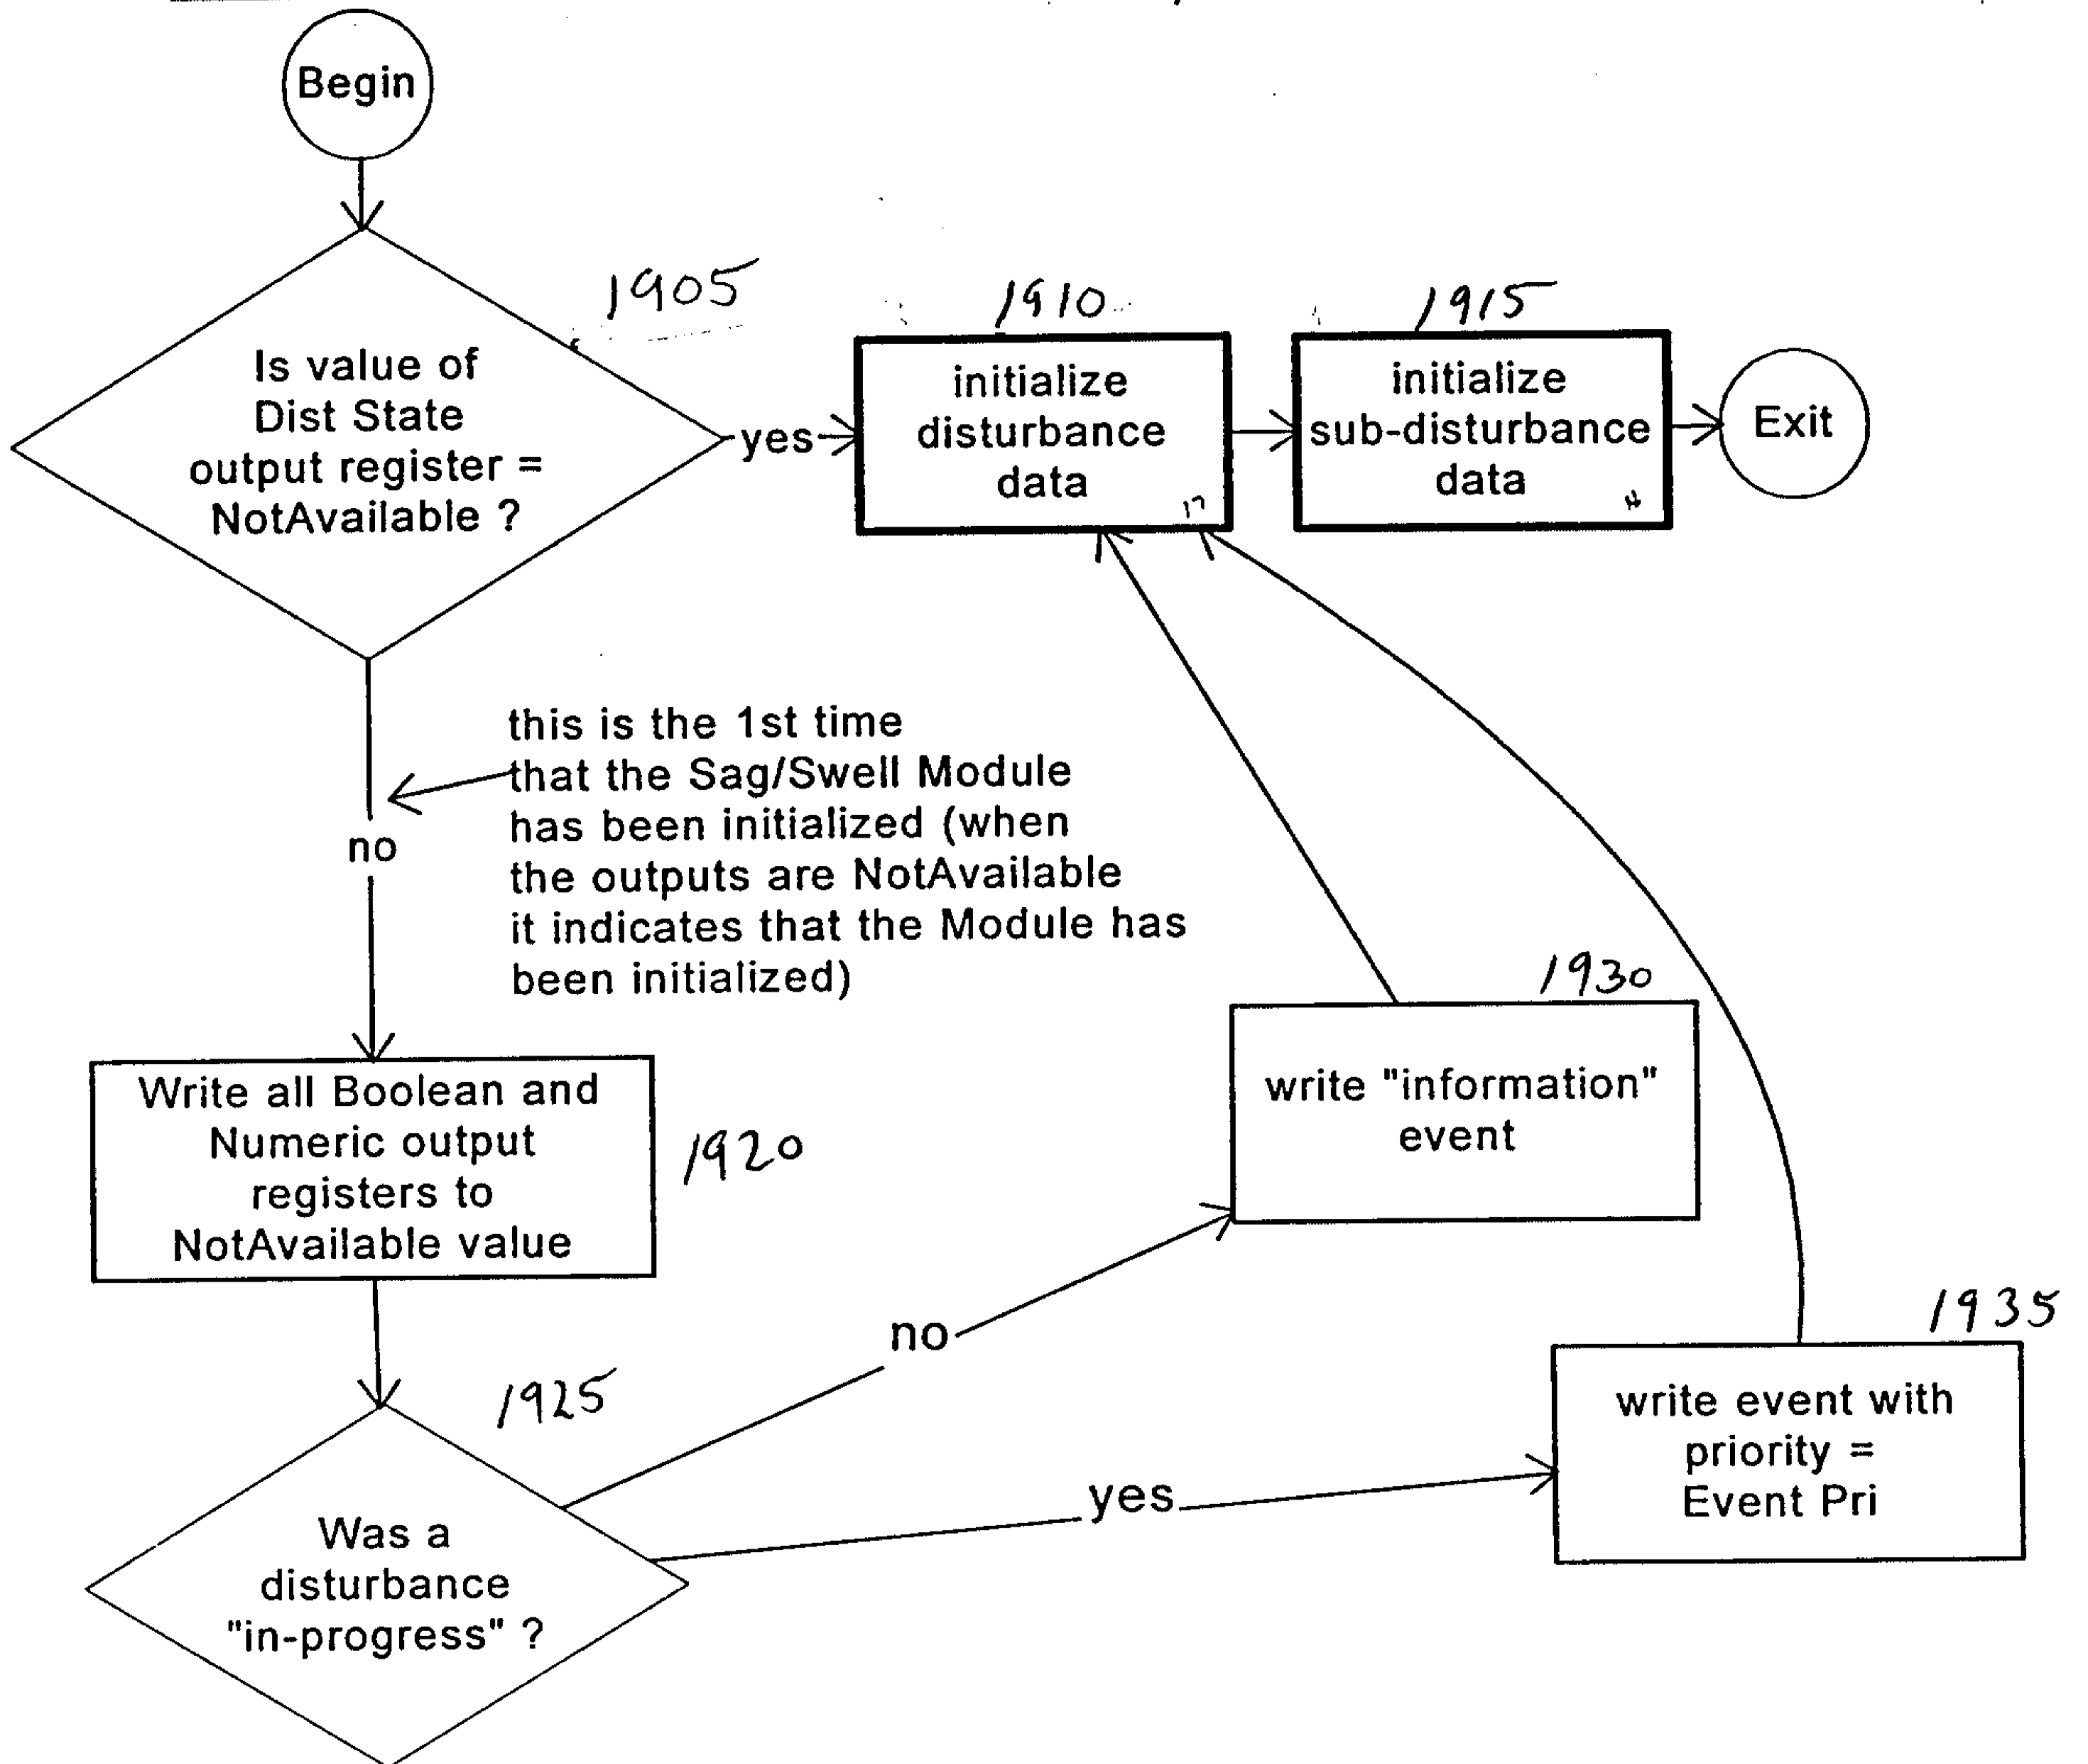 Begin
1905
Is value of
Dist State
output register =
NotAvailable ?
yes
1910
initialize
disturbance
data
17
1915
initialize
sub-disturbance
data
Exit
this is the 1st time
that the Sag/Swell Module
has been initialized (when
the outputs are NotAvailable
it indicates that the Module has
been initialized)
no
1930
write "information"
event
Write all Boolean and
Numeric output
registers to
NotAvailable value
1920
no
1935
write event with
priority =
Event Pri
1925
yes
Was a
disturbance
"in-progress" ?